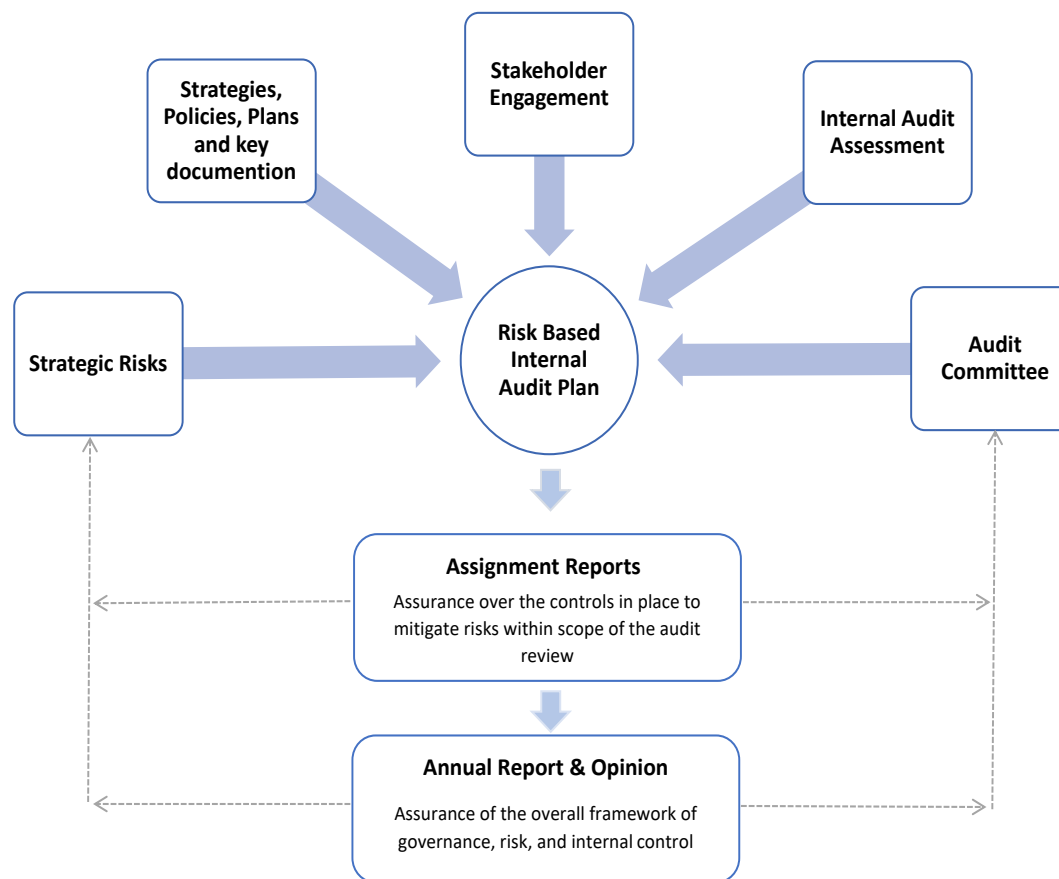 Stakeholder
Engagement
Strategies,
Policies, Plans
and key
documention
Internal Audit
Assessment
Strategic Risks
Risk Based
Internal
Audit Plan
Audit
Committee
Assignment Reports
Assurance over the controls in place to
mitigate risks within scope of the audit
review
Annual Report & Opinion
Assurance of the overall framework of
governance, risk, and internal control